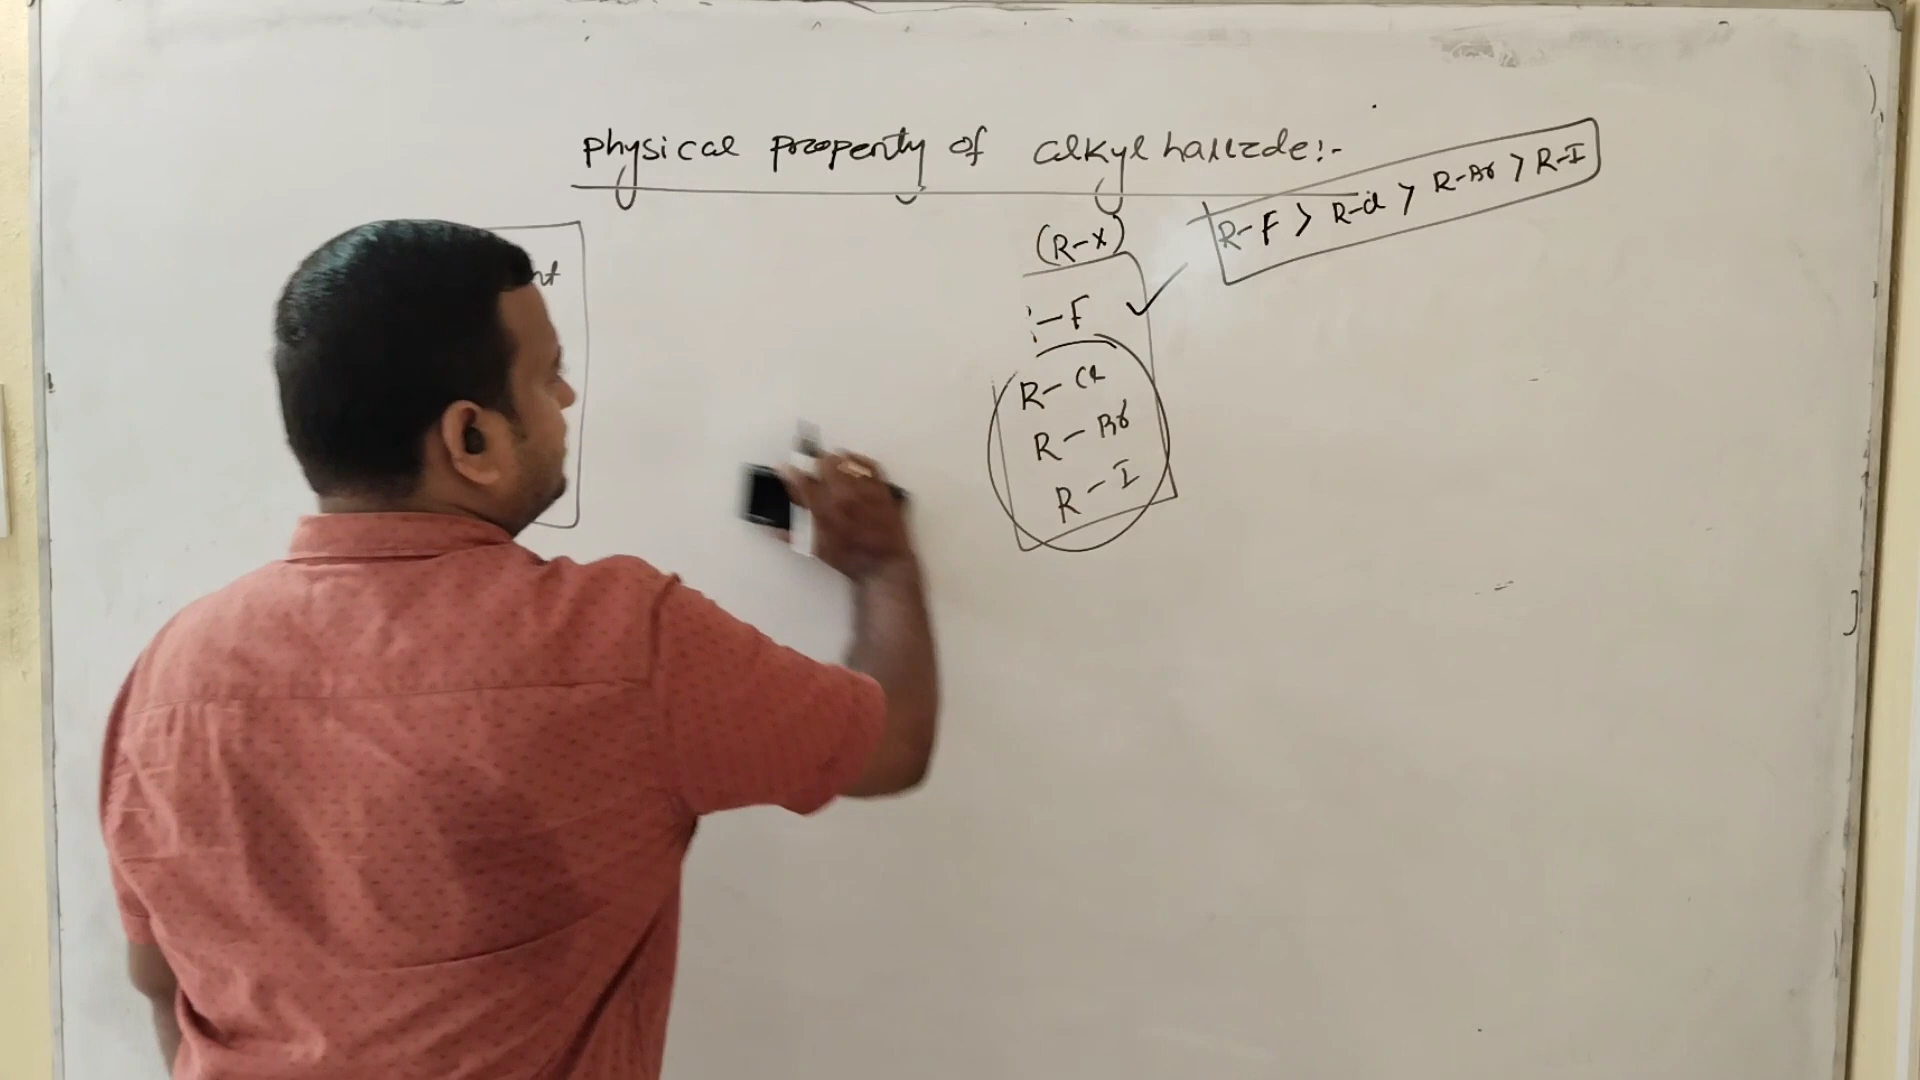 physical property of alkyl halide:-
R-F > R-Cl > R-Br > R-I
(R-X)
-F
R-Cl
R-Br
R-I